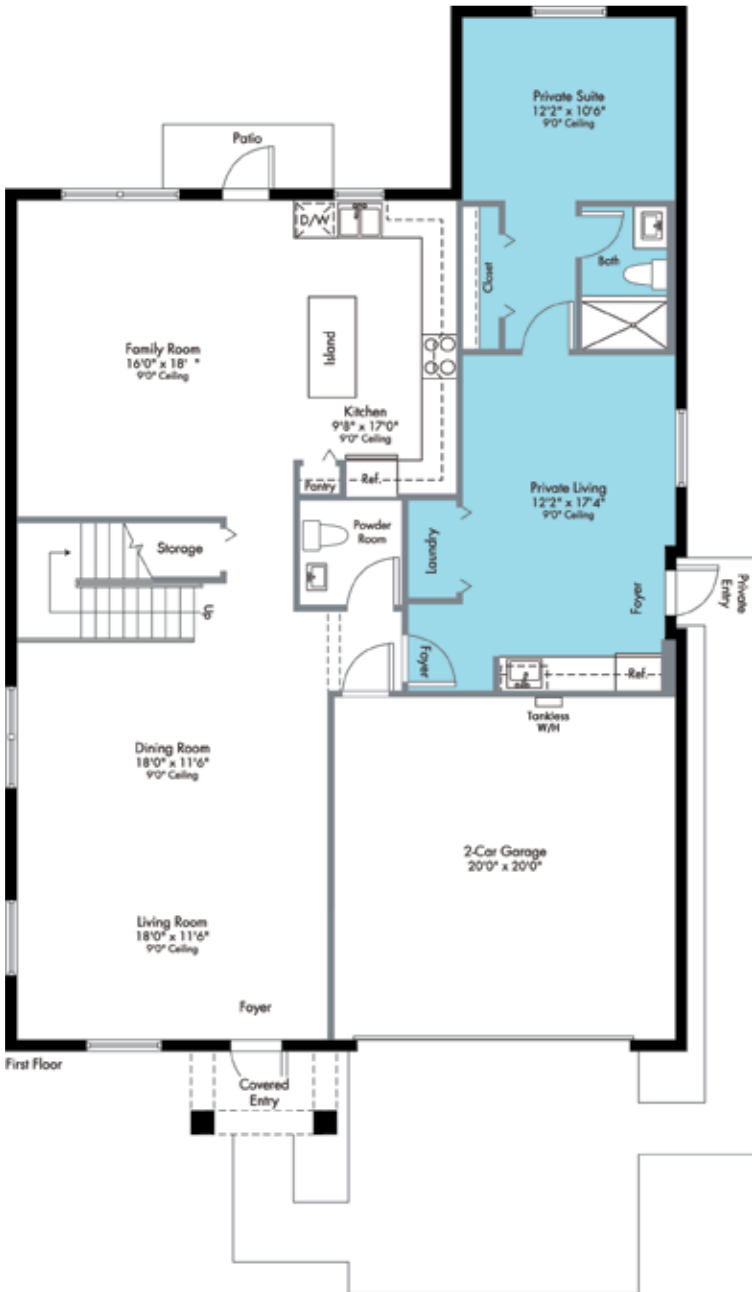 Private Suite
12'2" x 10'6"
9'0" Ceiling
Patio
D/W
Bath
Closet
Island
Family Room
16'0" x 18' "
9'0" Ceiling
Kitchen
9'8" x 17'0"
9'0" Ceiling
Pantry
Ref.
Private Living
12'2" x 17'4"
9'0" Ceiling
Powder
Room
Laundry
Storage
Up
Foyer
Private
Entry
Foyer
Ref.
Tankless
W/H
Dining Room
18'0" x 11'6"
9'0" Ceiling
2-Car Garage
20'0" x 20'0"
Living Room
18'0" x 11'6"
9'0" Ceiling
Foyer
First Floor
Covered
Entry